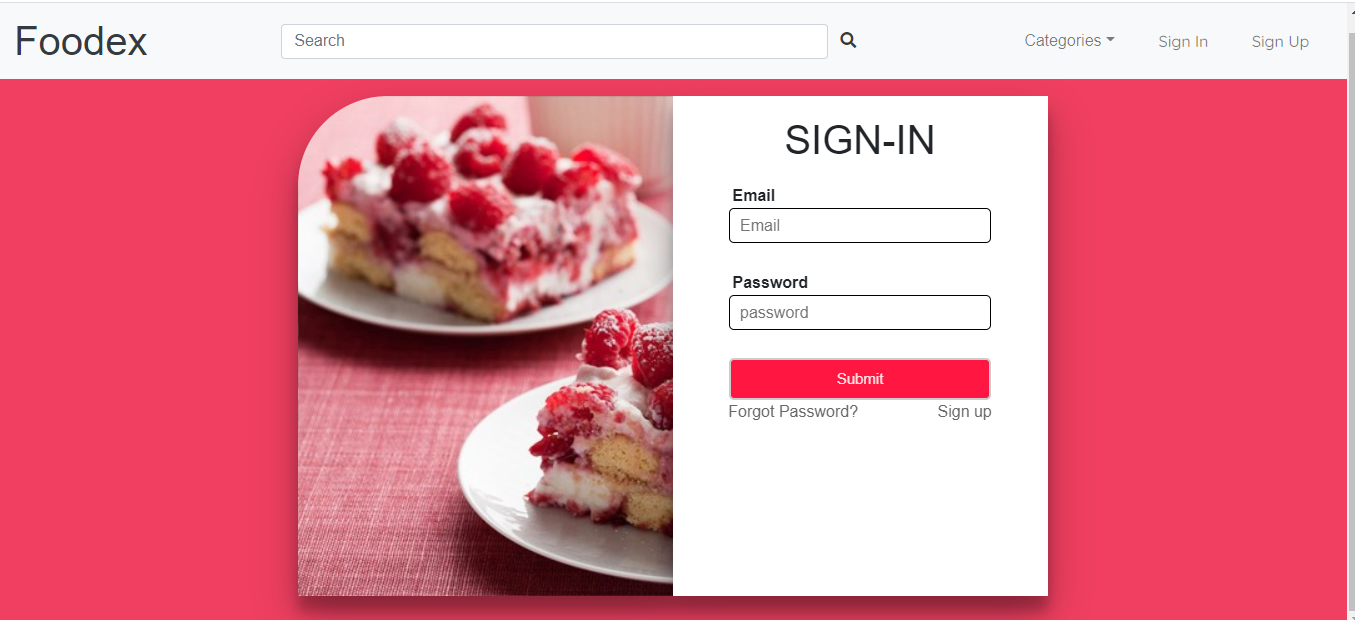 Foodex
Search
Categories
Sign In
Sign Up
SIGN-IN
Email
Email
Password
password
Submit
Forgot Password?
Sign up